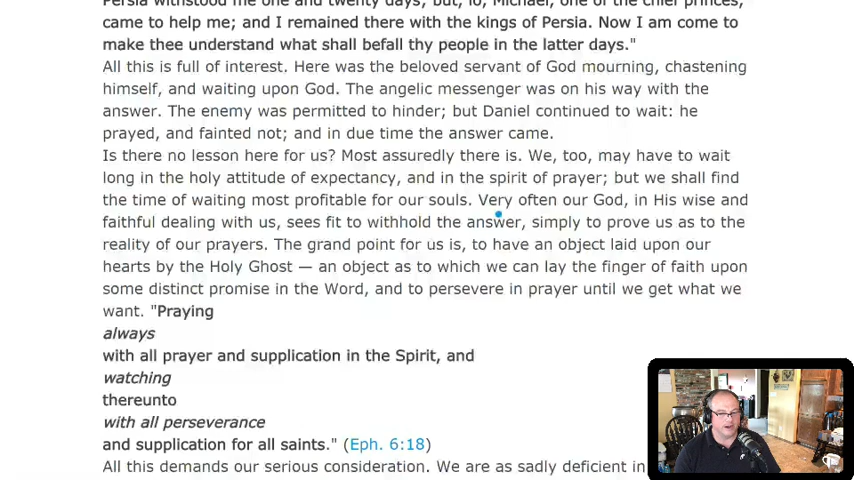 Persia withstood me one and twenty days; but, lo, Michael, one of the chief princes,
came to help me; and I remained there with the kings of Persia. Now I am come to
make thee understand what shall befall thy people in the latter days."
All this is full of interest. Here was the beloved servant of God mourning, chastening
himself, and waiting upon God. The angelic messenger was on his way with the
answer. The enemy was permitted to hinder; but Daniel continued to wait: he
prayed, and fainted not; and in due time the answer came.
Is there no lesson here for us? Most assuredly there is. We, too, may have to wait
long in the holy attitude of expectancy, and in the spirit of prayer; but we shall find
the time of waiting most profitable for our souls. Very often our God, in His wise and
faithful dealing with us, sees fit to withhold the answer, simply to prove us as to the
reality of our prayers. The grand point for us is, to have an object laid upon our
hearts by the Holy Ghost — an object as to which we can lay the finger of faith upon
some distinct promise in the Word, and to persevere in prayer until we get what we
want. "Praying
always
with all prayer and supplication in the Spirit, and
watching
thereunto
with all perseverance
and supplication for all saints." (Eph. 6:18)
All this demands our serious consideration. We are as sadly deficient in